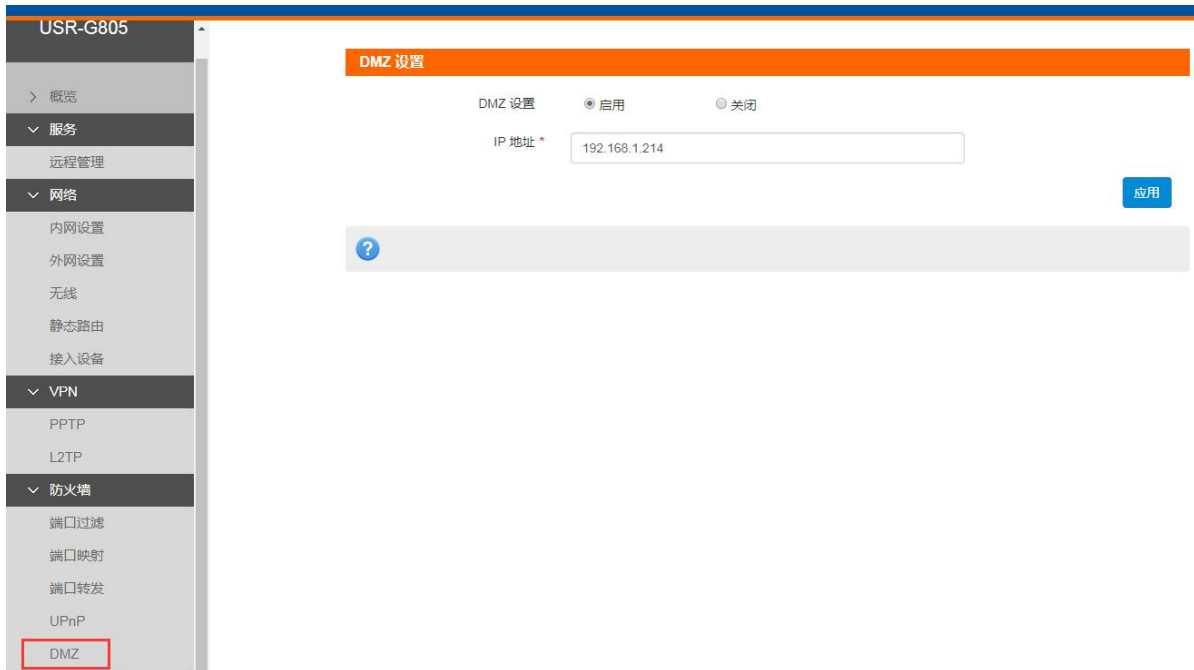 USR-G805
概览
服务
远程管理
网络
内网设置
外网设置
无线
静态路由
接入设备
VPN
PPTP
L2TP
防火墙
端口过滤
端口映射
端口转发
UPnP
DMZ
DMZ 设置
DMZ 设置 启用 关闭
IP 地址 * 192.168.1.214
应用
?